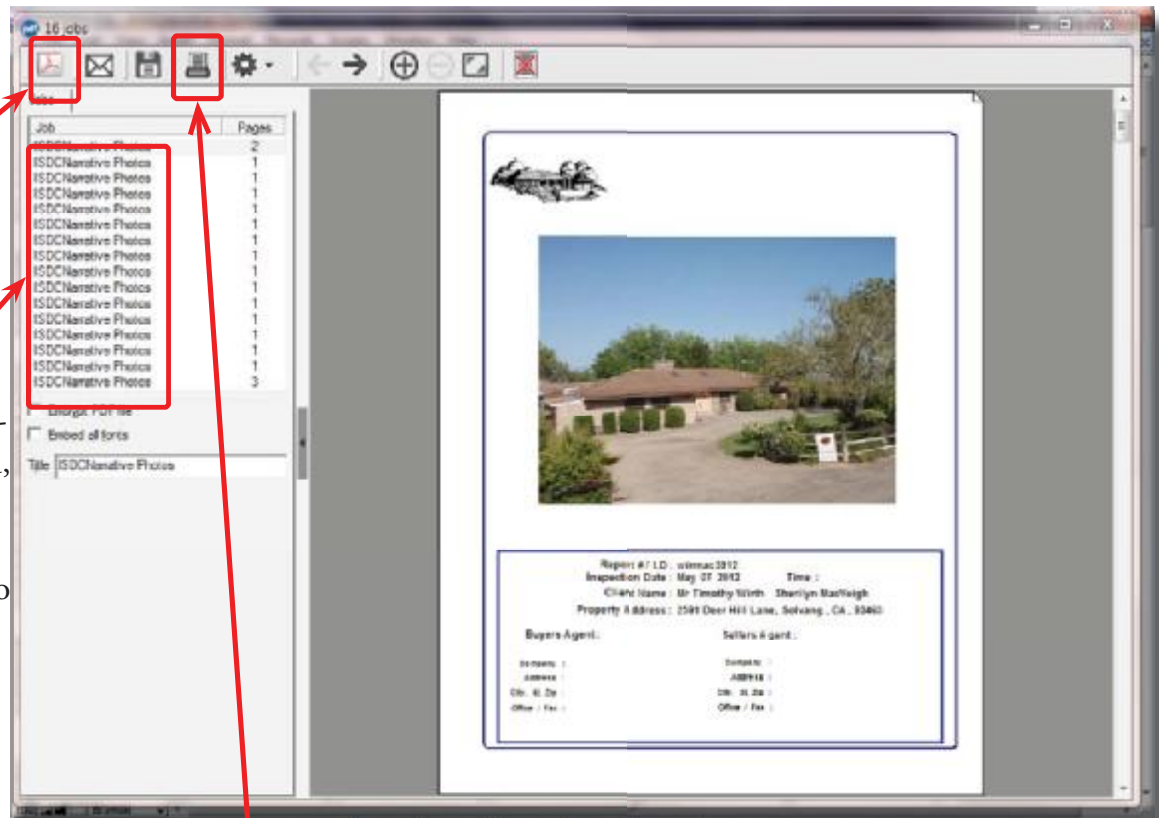 16 jobs
Jobs
Job Pages
ISDCNarrative Photos 2
ISDCNarrative Photos 1
ISDCNarrative Photos 1
ISDCNarrative Photos 1
ISDCNarrative Photos 1
ISDCNarrative Photos 1
ISDCNarrative Photos 1
ISDCNarrative Photos 1
ISDCNarrative Photos 1
ISDCNarrative Photos 1
ISDCNarrative Photos 1
ISDCNarrative Photos 1
ISDCNarrative Photos 1
ISDCNarrative Photos 1
ISDCNarrative Photos 1
ISDCNarrative Photos 3
Encrypt PDF file
Embed all fonts
Title ISDCNarrative Photos
Report # / I.D :
Inspection Date : May 07 2012 Time :
Client Name : Mr Timothy Wirth
Property Address : 2591 Deer Hill Lane, Solvang , CA , 93463
Buyers Agent : Sellers Agent :
Company : Company :
Address : Address :
City, St, Zip : City, St, Zip :
Office / Fax : Office / Fax :